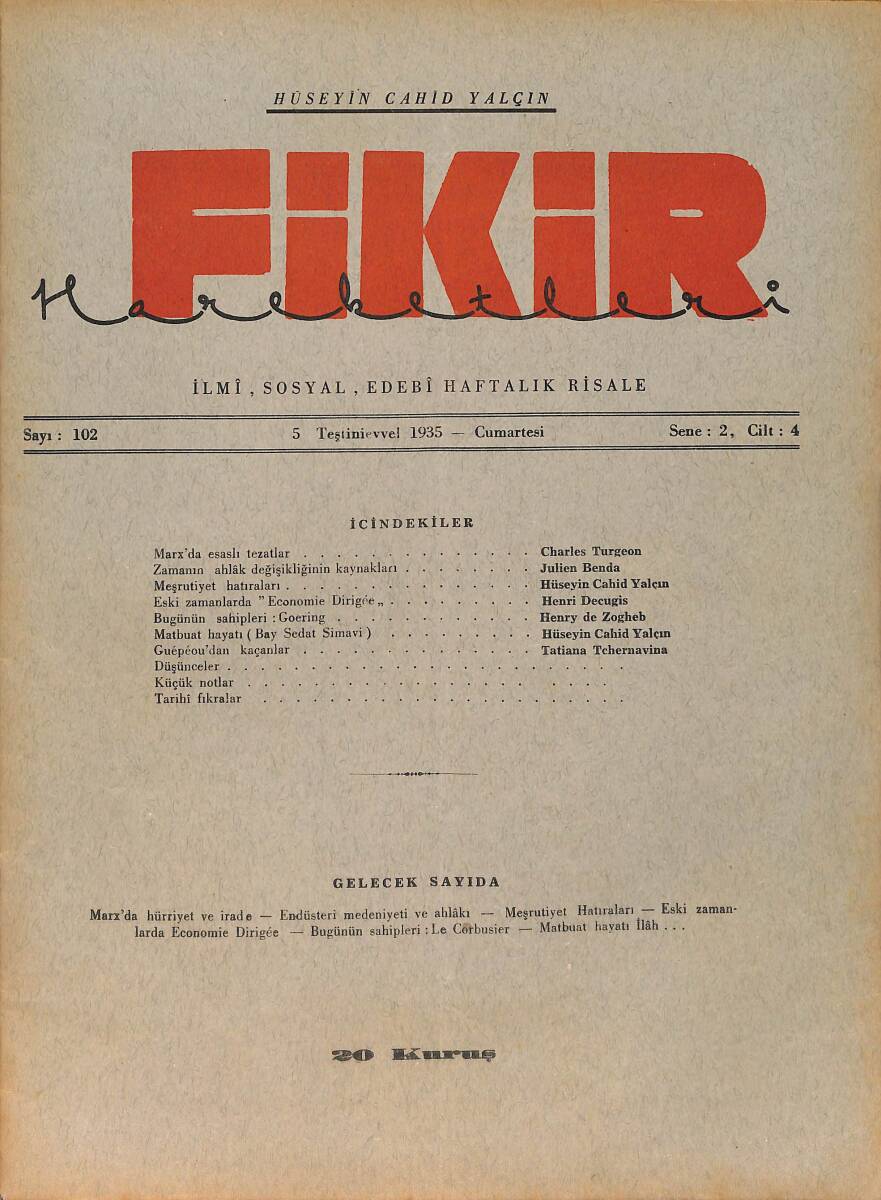 HÜSEYİN CAHİD YALÇIN
FİKİR
Hareketleri
İLMÎ, SOSYAL, EDEBÎ HAFTALIK RİSALE
Sayı : 102 5 Teştinievvel 1935 — Cumartesi Sene : 2, Cilt : 4
İCİNDEKİLER
Marx'da esaslı tezatlar . . . . . . . . . . . . . . Charles Turgeon
Zamanın ahlâk değişikliğinin kaynakları . . . . . . . Julien Benda
Meşrutiyet hatıraları . . . . . . . . . . . . . . . Hüseyin Cahid Yalçın
Eski zamanlarda "Economie Dirigée„ . . . . . . . . . Henri Decugis
Bugünün sahipleri : Goering . . . . . . . . . . . . Henry de Zogheb
Matbuat hayatı ( Bay Sedat Simavi ) . . . . . . . . . Hüseyin Cahid Yalçın
Guépéou'dan kaçanlar . . . . . . . . . . . . . . Tatiana Tchernavina
Düşünceler . . . . . . . . . . . . . . . . . . . . . . . .
Küçük notlar . . . . . . . . . . . . . . . . . . . .
Tarihî fıkralar . . . . . . . . . . . . . . . . . . . . . .
GELECEK SAYIDA
Marx'da hürriyet ve irade — Endüsteri medeniyeti ve ahlâkı — Meşrutiyet Hatıraları — Eski zaman-
larda Economie Dirigée — Bugünün sahipleri : Le Corbusier — Matbuat hayatı İlâh . . .
20 Kuruş